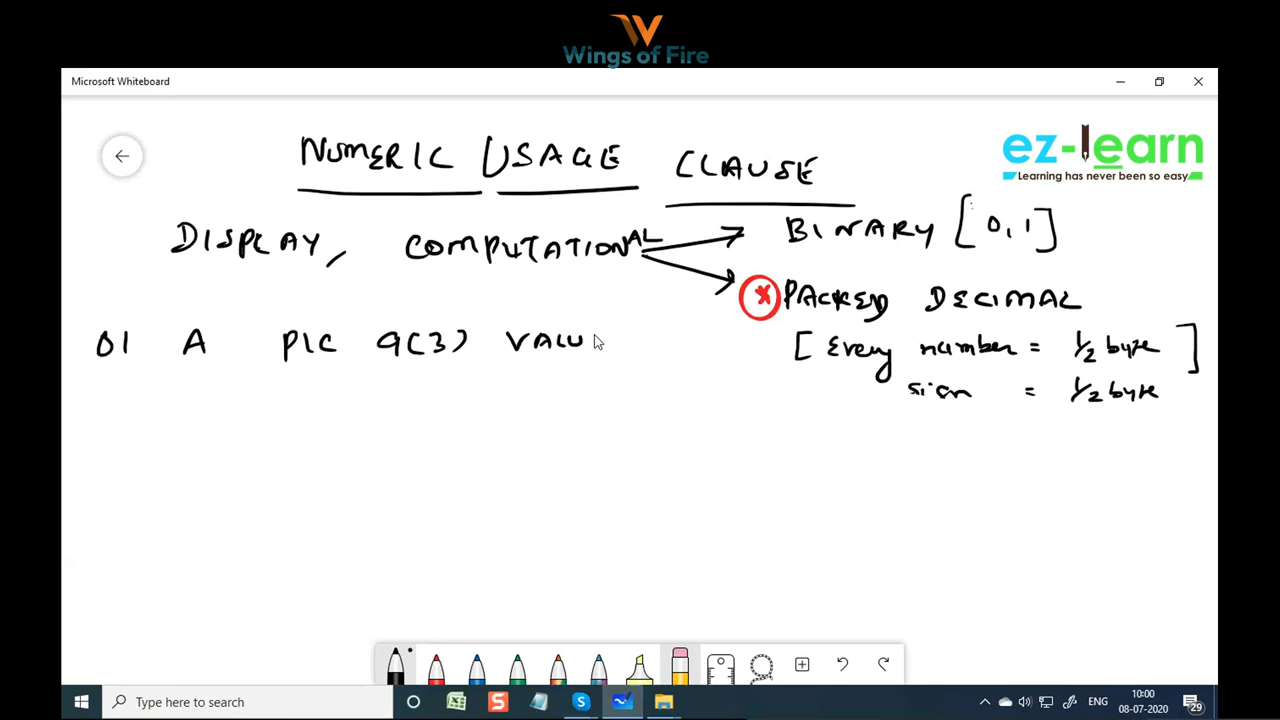 Wings of Fire
Microsoft Whiteboard
NUMERIC USAGE CLAUSE
ez-learn
Learning has never been so easy
DISPLAY, COMPUTATIONAL
BINARY [0,1]
* PACKED DECIMAL
01 A PIC 9(3) VALU
[Every number = 1/2 byte]
sign = 1/2 byte
Type here to search
ENG
10:00
08-07-2020
29